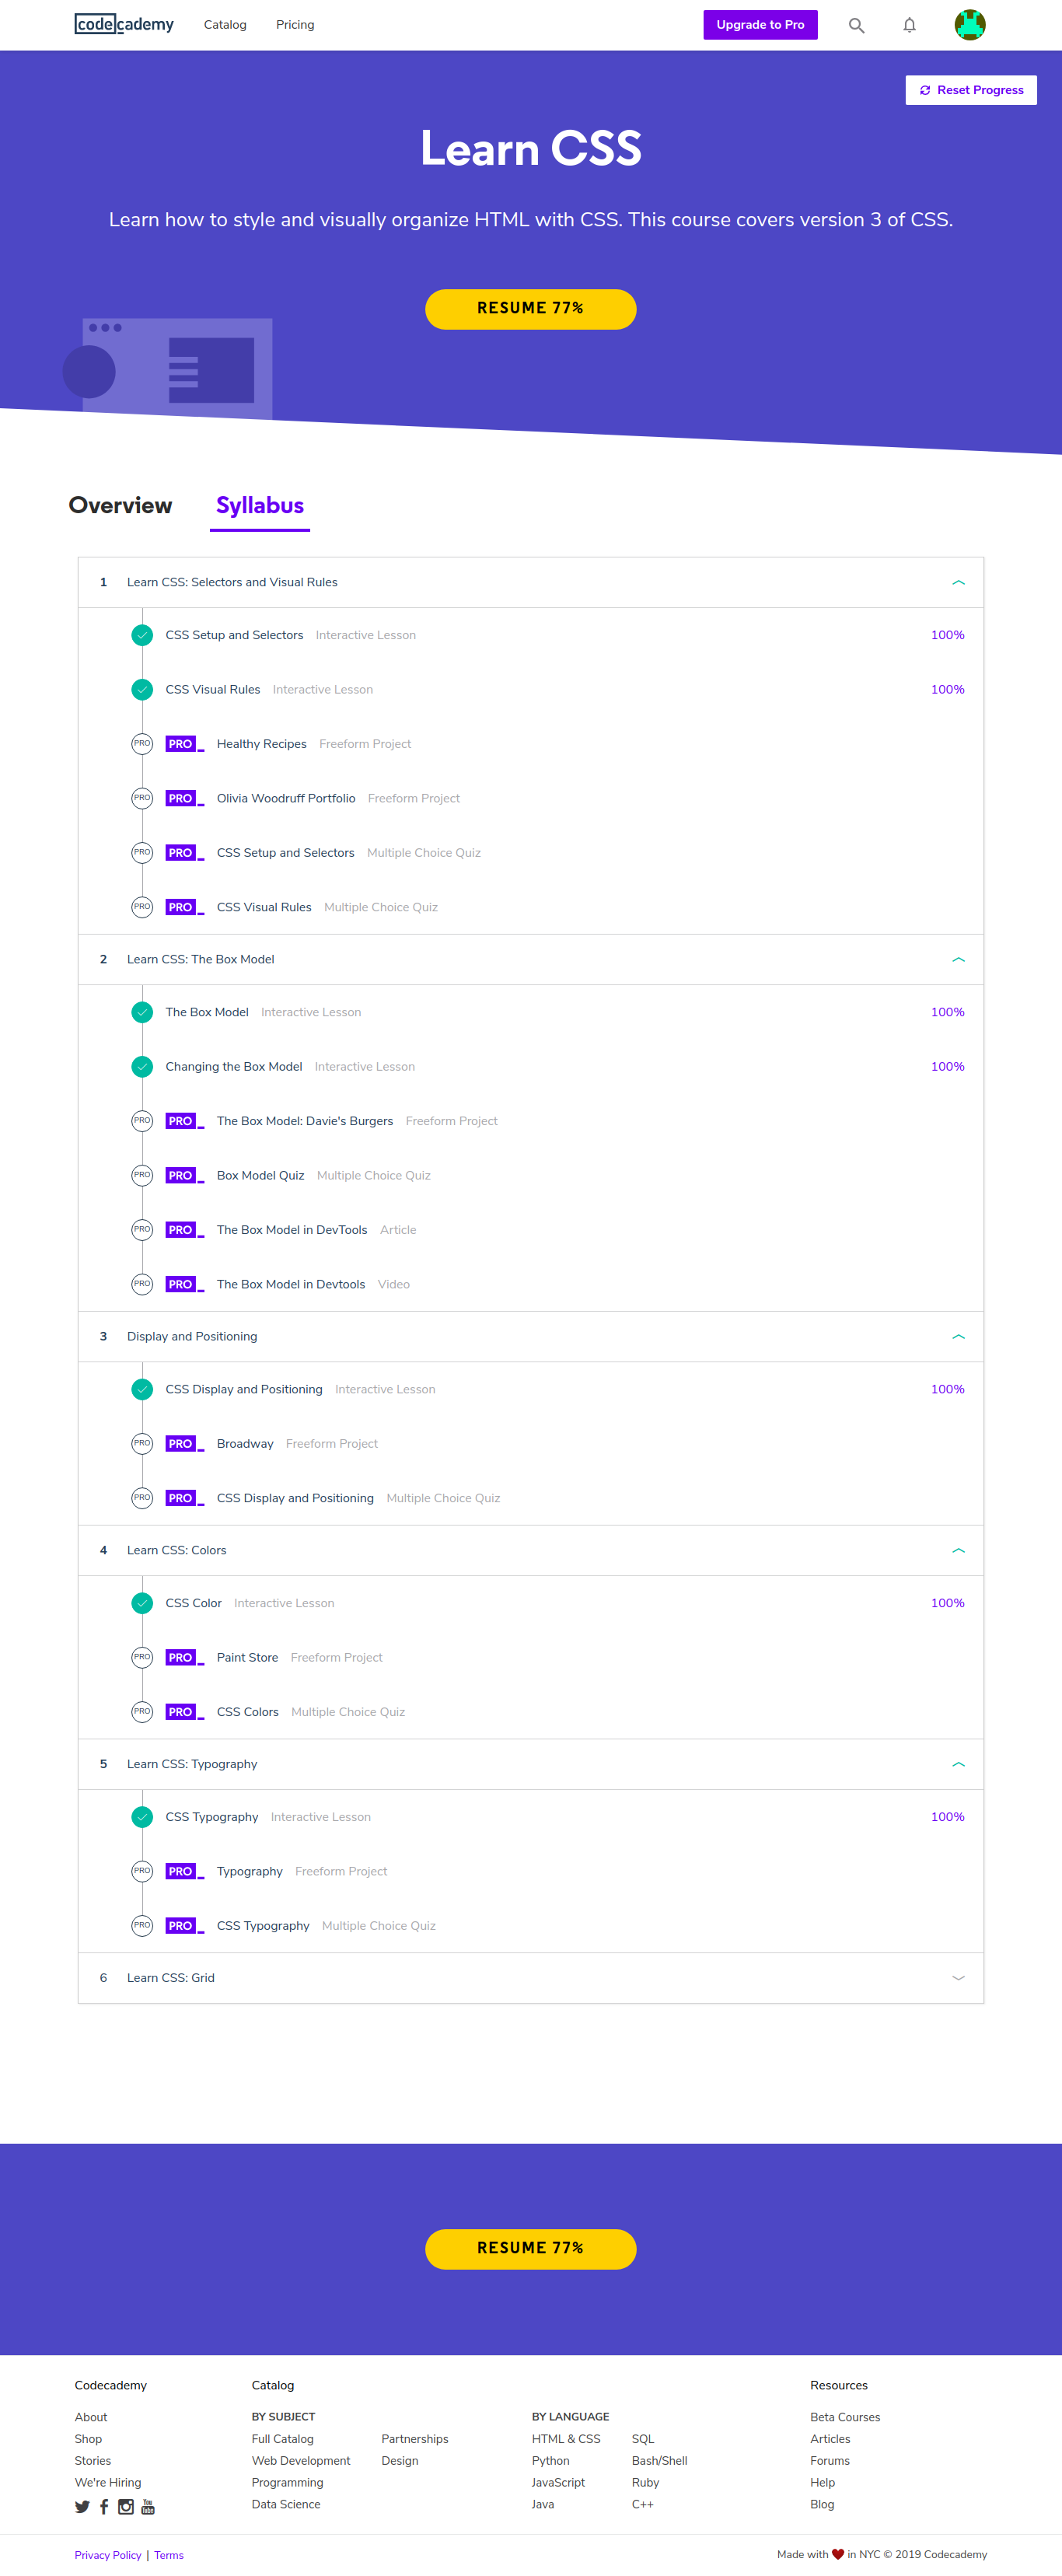 codecademy Catalog Pricing Upgrade to Pro
Reset Progress
Learn CSS
Learn how to style and visually organize HTML with CSS. This course covers version 3 of CSS.
RESUME 77%
Overview Syllabus
1 Learn CSS: Selectors and Visual Rules
CSS Setup and Selectors Interactive Lesson 100%
CSS Visual Rules Interactive Lesson 100%
PRO PRO Healthy Recipes Freeform Project
PRO PRO Olivia Woodruff Portfolio Freeform Project
PRO PRO CSS Setup and Selectors Multiple Choice Quiz
PRO PRO CSS Visual Rules Multiple Choice Quiz
2 Learn CSS: The Box Model
The Box Model Interactive Lesson 100%
Changing the Box Model Interactive Lesson 100%
PRO PRO The Box Model: Davie's Burgers Freeform Project
PRO PRO Box Model Quiz Multiple Choice Quiz
PRO PRO The Box Model in DevTools Article
PRO PRO The Box Model in Devtools Video
3 Display and Positioning
CSS Display and Positioning Interactive Lesson 100%
PRO PRO Broadway Freeform Project
PRO PRO CSS Display and Positioning Multiple Choice Quiz
4 Learn CSS: Colors
CSS Color Interactive Lesson 100%
PRO PRO Paint Store Freeform Project
PRO PRO CSS Colors Multiple Choice Quiz
5 Learn CSS: Typography
CSS Typography Interactive Lesson 100%
PRO PRO Typography Freeform Project
PRO PRO CSS Typography Multiple Choice Quiz
6 Learn CSS: Grid
RESUME 77%
Codecademy Catalog Resources
About BY SUBJECT BY LANGUAGE Beta Courses
Shop Full Catalog Partnerships HTML & CSS SQL Articles
Stories Web Development Design Python Bash/Shell Forums
We're Hiring Programming JavaScript Ruby Help
You Tube Data Science Java C++ Blog
Privacy Policy | Terms Made with ❤ in NYC © 2019 Codecademy